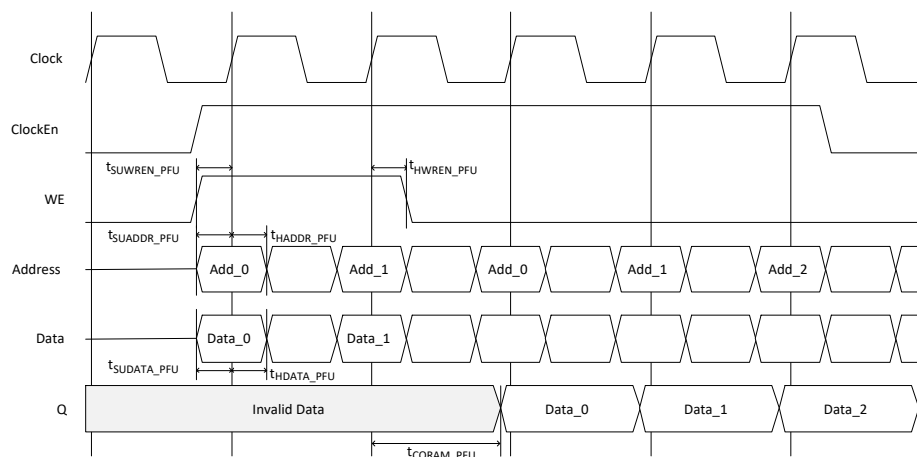 Clock
ClockEn
tSUWREN_PFU tHWREN_PFU
WE
tSUADDR_PFU tHADDR_PFU
Address Add_0 Add_1 Add_0 Add_1 Add_2
Data Data_0 Data_1
tSUDATA_PFU tHDATA_PFU
Q Invalid Data Data_0 Data_1 Data_2
tCORAM_PFU